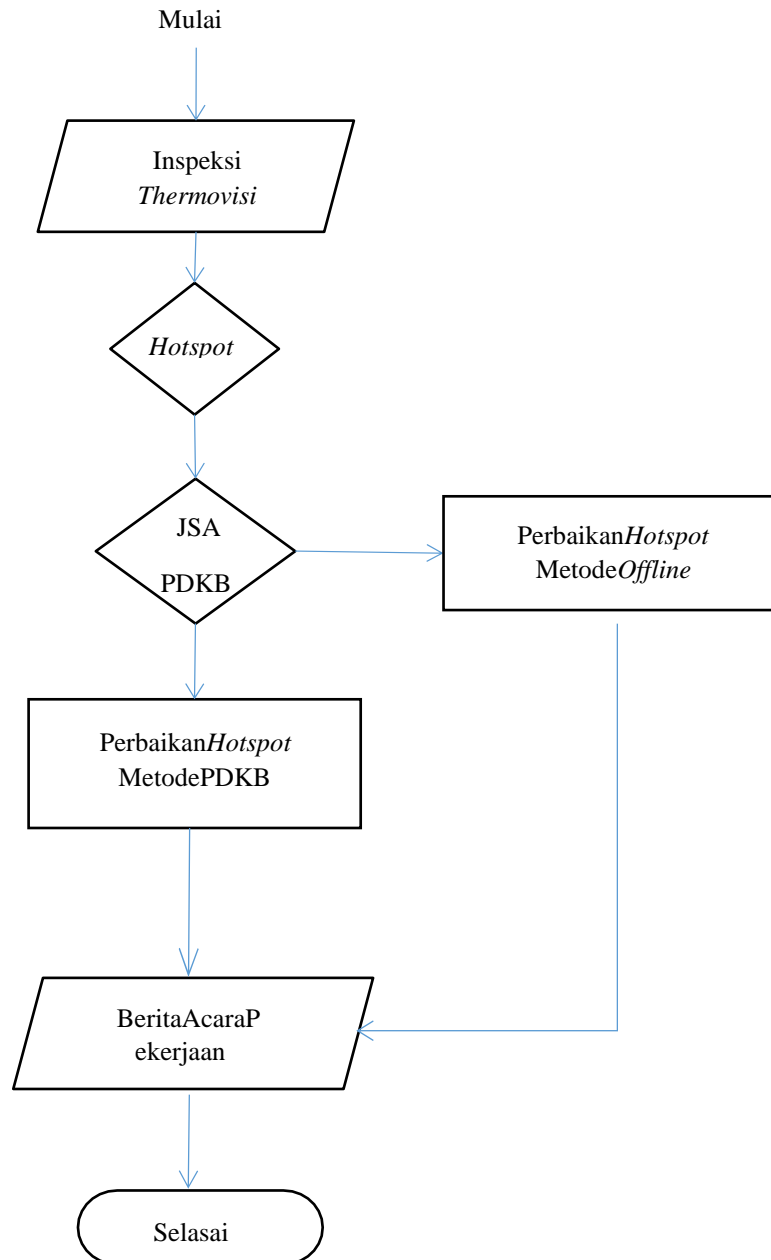 Mulai
Inspeksi
Thermovisi
Hotspot
JSA
PDKB
PerbaikanHotspot
MetodeOffline
PerbaikanHotspot
MetodePDKB
BeritaAcaraP
ekerjaan
Selasai